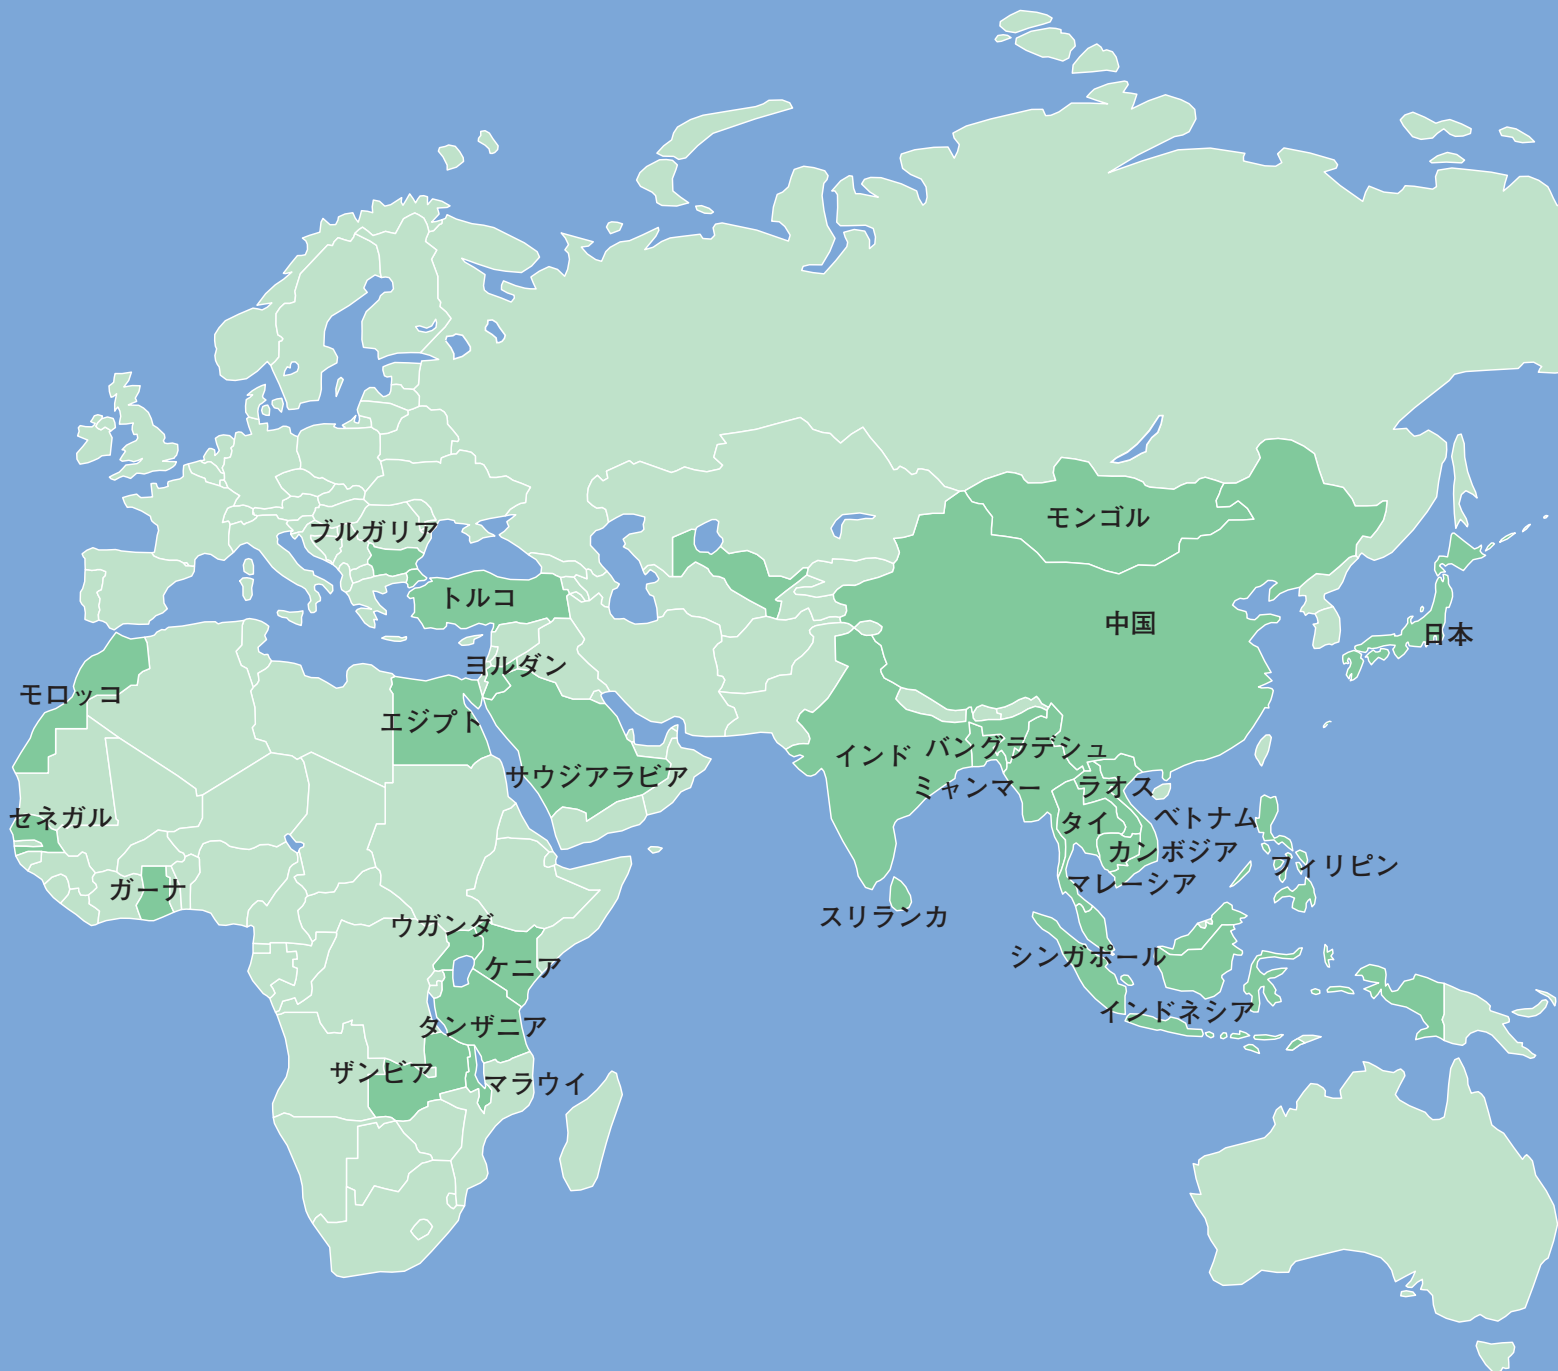 モンゴル
ブルガリア
トルコ
中国
日本
ヨルダン
モロッコ
エジプト
インド
バングラデシュ
サウジアラビア
ミャンマー
ラオス
セネガル
タイ
ベトナム
カンボジア
フィリピン
マレーシア
ガーナ
スリランカ
ウガンダ
シンガポール
ケニア
インドネシア
タンザニア
ザンビア
マラウイ